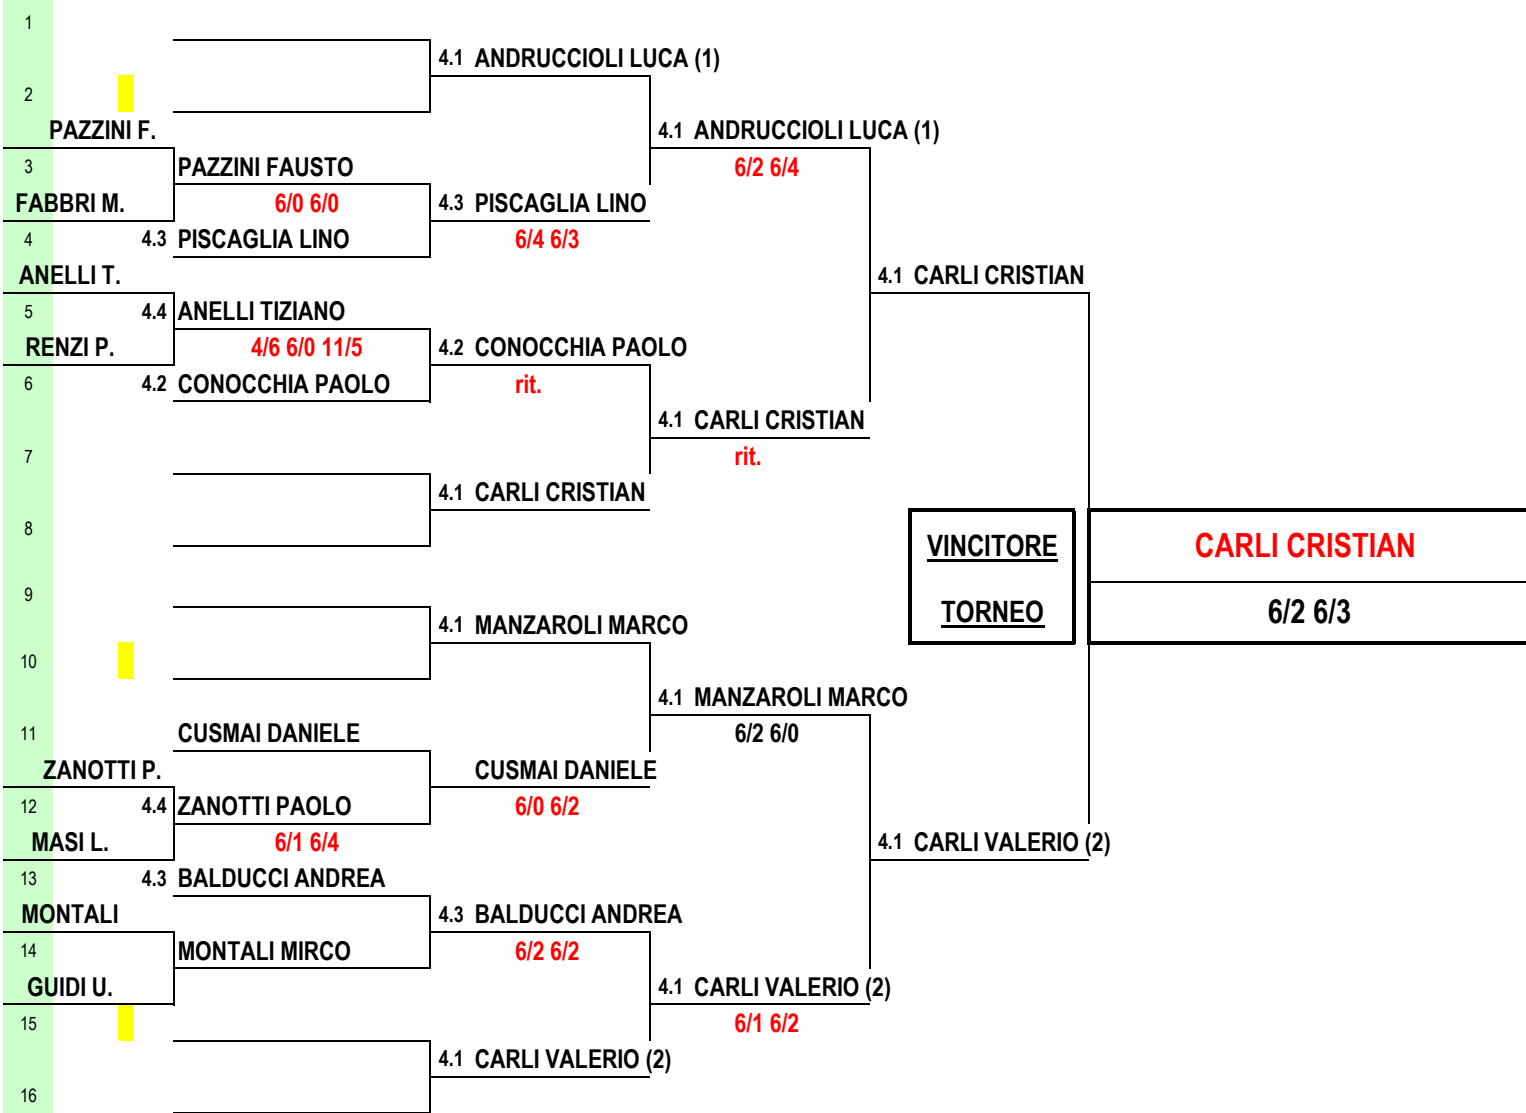 1
4.1 ANDRUCCIOLI LUCA (1)
2
PAZZINI F.
4.1 ANDRUCCIOLI LUCA (1)
3 PAZZINI FAUSTO
6/2 6/4
FABBRI M.
6/0 6/0
4.3 PISCAGLIA LINO
4 4.3 PISCAGLIA LINO
6/4 6/3
ANELLI T.
4.1 CARLI CRISTIAN
5 4.4 ANELLI TIZIANO
RENZI P.
4/6 6/0 11/5
4.2 CONOCCHIA PAOLO
6 4.2 CONOCCHIA PAOLO
rit.
4.1 CARLI CRISTIAN
7
rit.
4.1 CARLI CRISTIAN
8
VINCITORE
CARLI CRISTIAN
9
TORNEO
6/2 6/3
4.1 MANZAROLI MARCO
10
4.1 MANZAROLI MARCO
11 CUSMAI DANIELE
6/2 6/0
ZANOTTI P.
CUSMAI DANIELE
12 4.4 ZANOTTI PAOLO
6/0 6/2
MASI L.
6/1 6/4
4.1 CARLI VALERIO (2)
13 4.3 BALDUCCI ANDREA
MONTALI
4.3 BALDUCCI ANDREA
14 MONTALI MIRCO
6/2 6/2
GUIDI U.
4.1 CARLI VALERIO (2)
15
6/1 6/2
4.1 CARLI VALERIO (2)
16